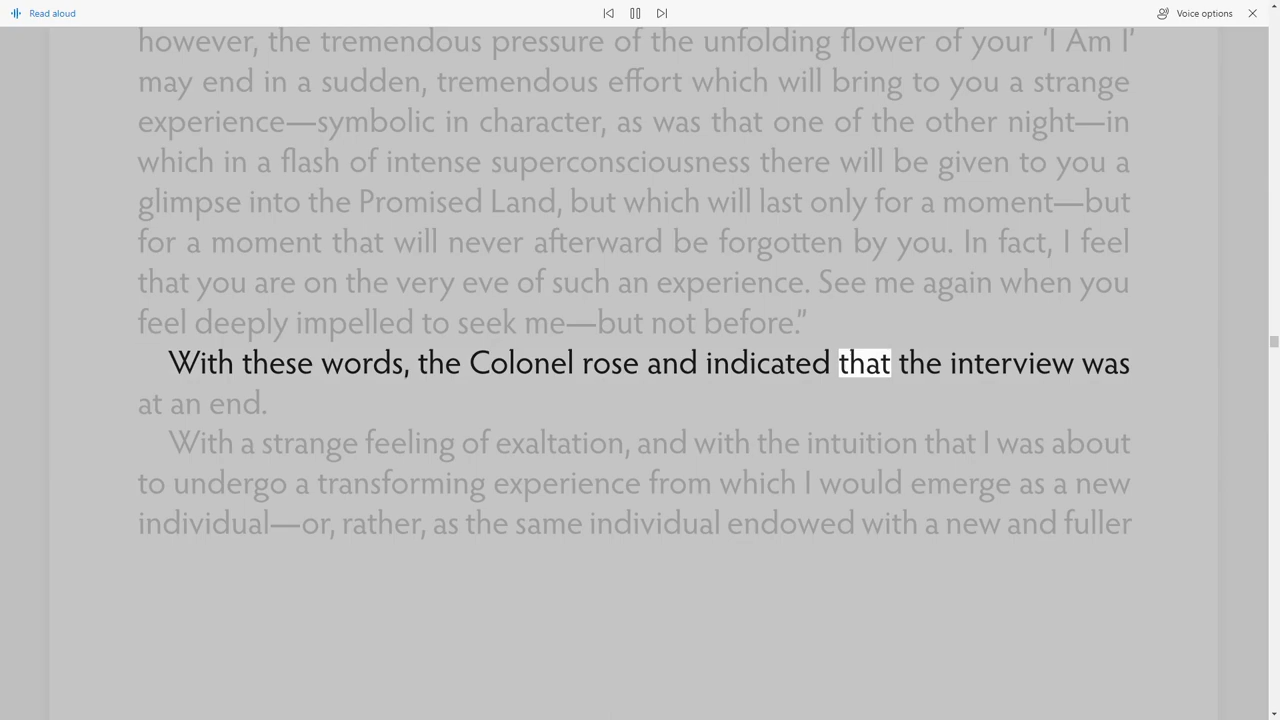 Read aloud
Voice options
however, the tremendous pressure of the unfolding flower of your ‘I Am I’
may end in a sudden, tremendous effort which will bring to you a strange
experience—symbolic in character, as was that one of the other night—in
which in a flash of intense superconsciousness there will be given to you a
glimpse into the Promised Land, but which will last only for a moment—but
for a moment that will never afterward be forgotten by you. In fact, I feel
that you are on the very eve of such an experience. See me again when you
feel deeply impelled to seek me—but not before.”
With these words, the Colonel rose and indicated that the interview was
at an end.
With a strange feeling of exaltation, and with the intuition that I was about
to undergo a transforming experience from which I would emerge as a new
individual—or, rather, as the same individual endowed with a new and fuller